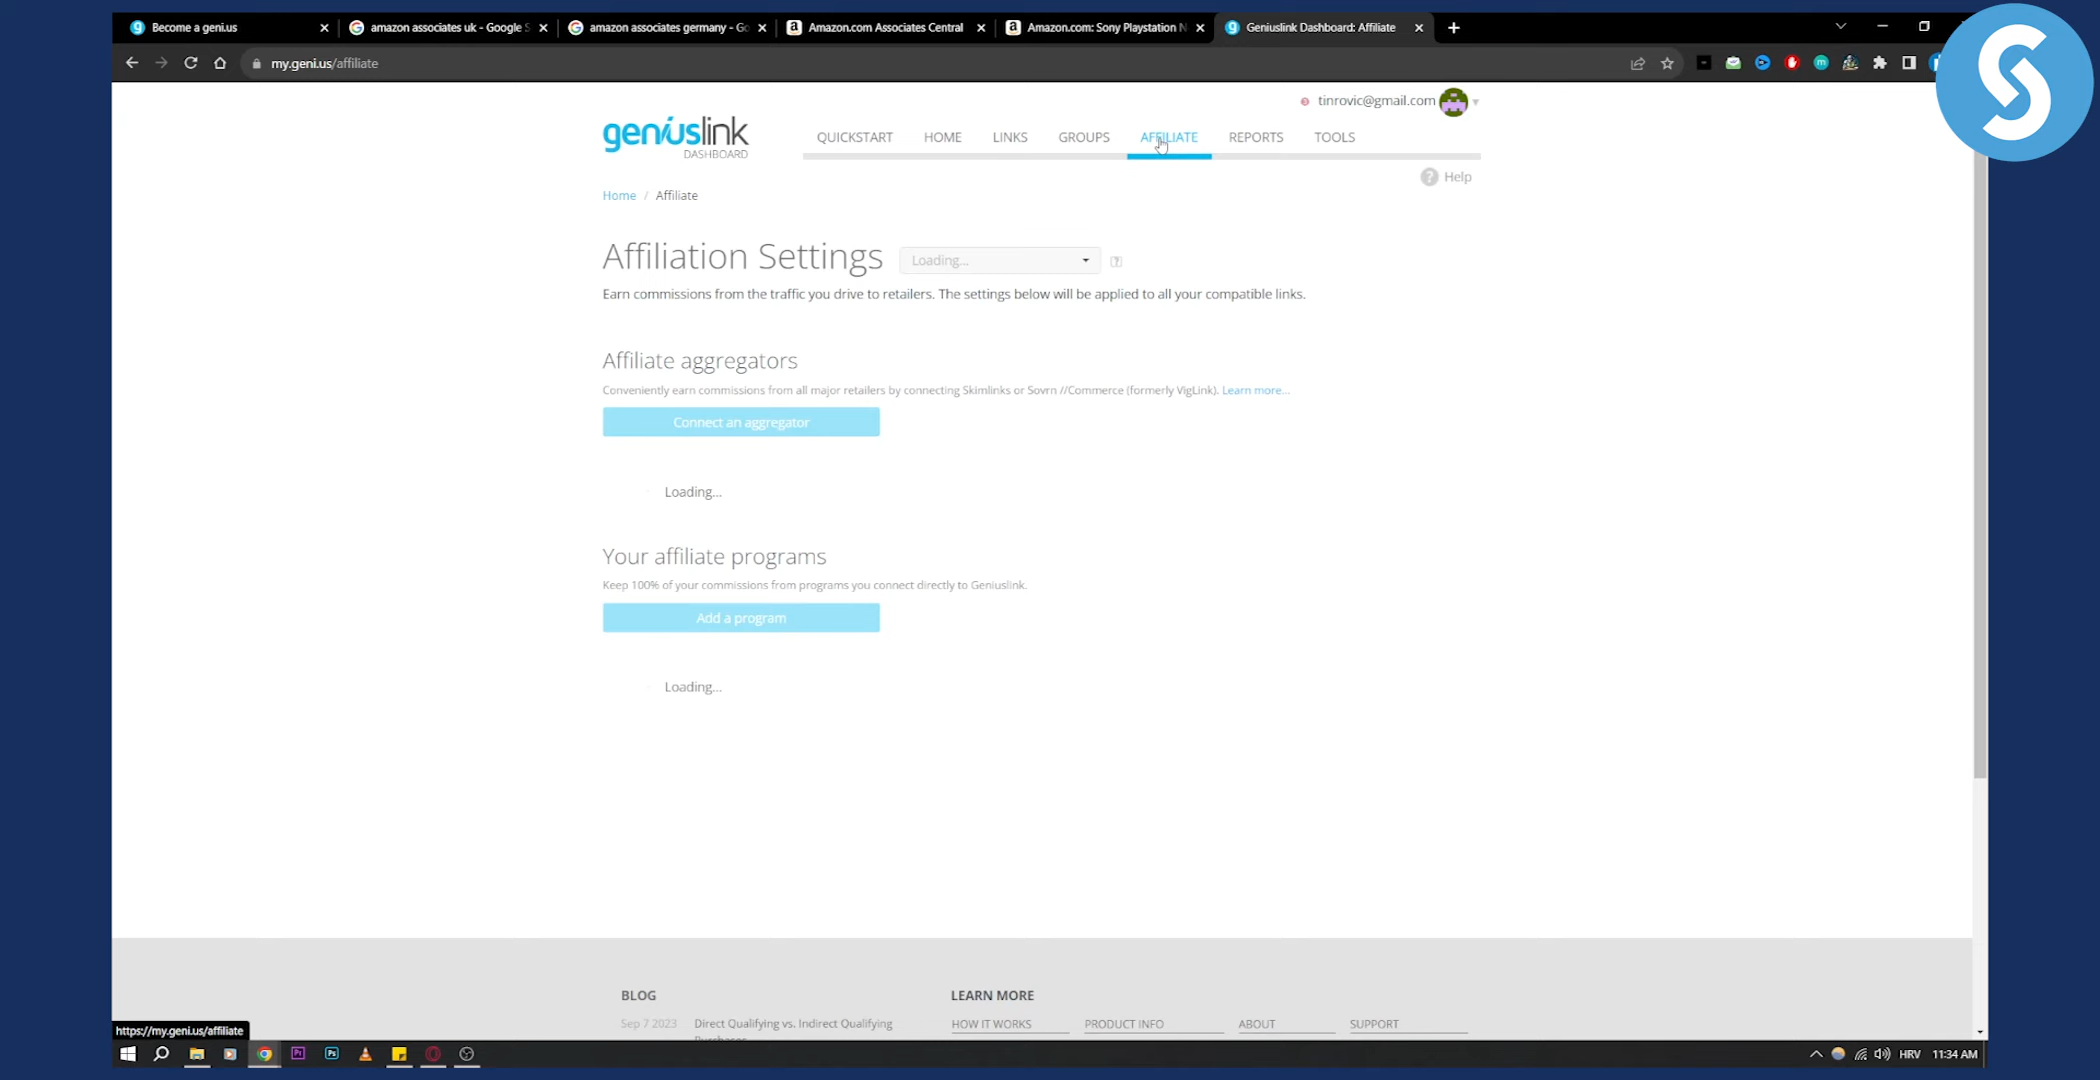 Become a geni.us
amazon associates uk - Google S
amazon associates germany - Go
Amazon.com Associates Central
Amazon.com: Sony Playstation N
Geniuslink Dashboard: Affiliate
my.geni.us/affiliate
tinrovic@gmail.com
geniuslink
DASHBOARD
QUICKSTART HOME LINKS GROUPS AFFILIATE REPORTS TOOLS
? Help
Home / Affiliate
Affiliation Settings Loading... ?
Earn commissions from the traffic you drive to retailers. The settings below will be applied to all your compatible links.
Affiliate aggregators
Conveniently earn commissions from all major retailers by connecting Skimlinks or Sovrn //Commerce (formerly VigLink). Learn more...
Connect an aggregator
Loading...
Your affiliate programs
Keep 100% of your commissions from programs you connect directly to Geniuslink.
Add a program
Loading...
BLOG
LEARN MORE
Sep 7 2023 Direct Qualifying vs. Indirect Qualifying
HOW IT WORKS PRODUCT INFO ABOUT SUPPORT
https://my.geni.us/affiliate
HRV 11:34 AM